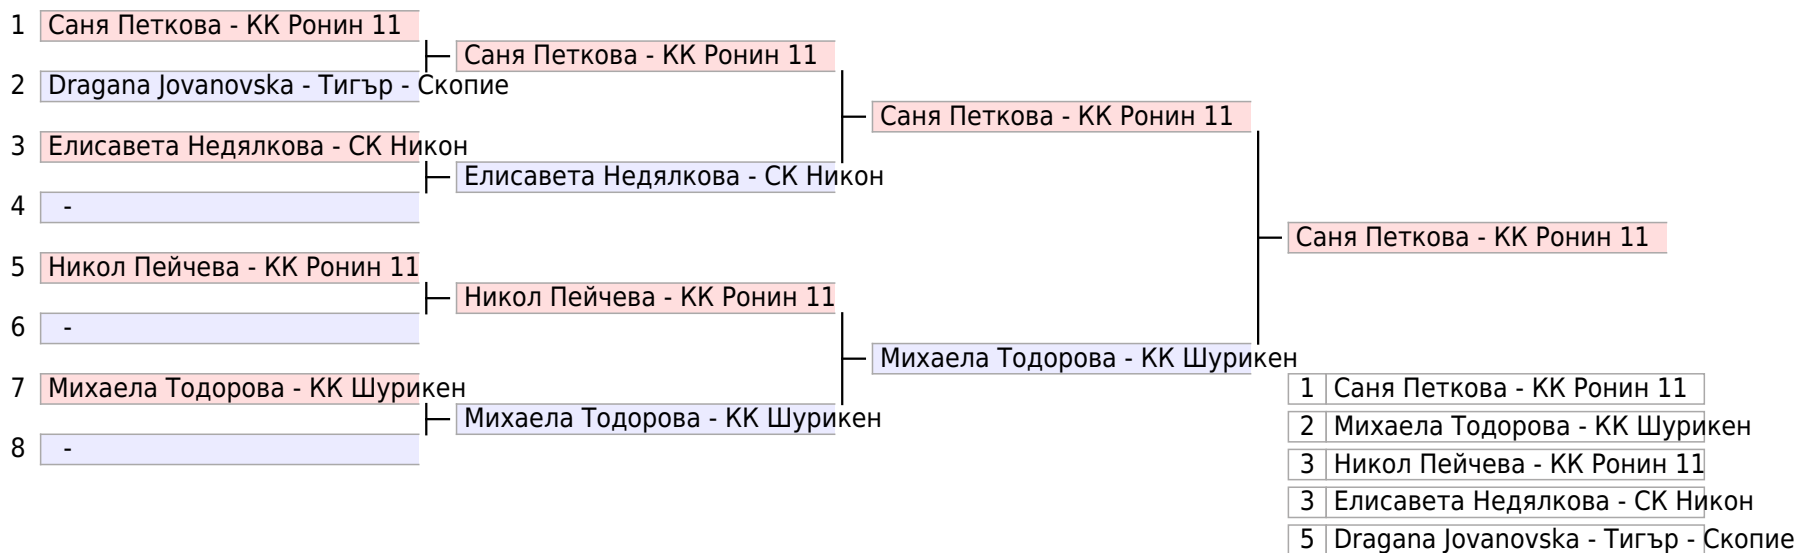 1 Саня Петкова - КК Ронин 11
2 Dragana Jovanovska - Тигър - Скопие
3 Елисавета Недялкова - СК Никон
4 -
5 Никол Пейчева - КК Ронин 11
6 -
7 Михаела Тодорова - КК Шурикен
8 -
Саня Петкова - КК Ронин 11
Елисавета Недялкова - СК Никон
Никол Пейчева - КК Ронин 11
Михаела Тодорова - КК Шурикен
Саня Петкова - КК Ронин 11
Михаела Тодорова - КК Шурикен
Саня Петкова - КК Ронин 11
1 Саня Петкова - КК Ронин 11
2 Михаела Тодорова - КК Шурикен
3 Никол Пейчева - КК Ронин 11
3 Елисавета Недялкова - СК Никон
5 Dragana Jovanovska - Тигър - Скопие